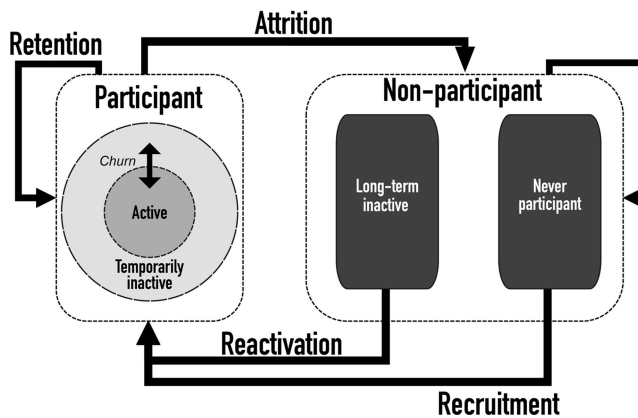 Retention
Attrition
Participant
Non-participant
Churn
Active
Temporarily
inactive
Long-term
inactive
Never
participant
Reactivation
Recruitment